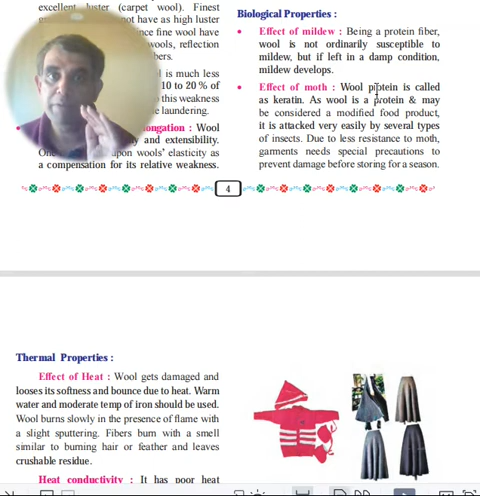 excellent luster (carpet wool). Finest
not have as high luster
nce fine wool have
wools, reflection
bers.
is much less
10 to 20 % of
this weakness
laundering.
longation : Wool
and extensibility.
upon wools' elasticity as
a compensation for its relative weakness.
Biological Properties :
• Effect of mildew : Being a protein fiber,
wool is not ordinarily susceptible to
mildew, but if left in a damp condition,
mildew develops.
• Effect of moth : Wool protein is called
as keratin. As wool is a protein & may
be considered a modified food product,
it is attacked very easily by several types
of insects. Due to less resistance to moth,
garments needs special precautions to
prevent damage before storing for a season.
4
Thermal Properties :
Effect of Heat : Wool gets damaged and
looses its softness and bounce due to heat. Warm
water and moderate temp of iron should be used.
Wool burns slowly in the presence of flame with
a slight sputtering. Fibers burn with a smell
similar to burning hair or feather and leaves
crushable residue.
Heat conductivity : It has poor heat